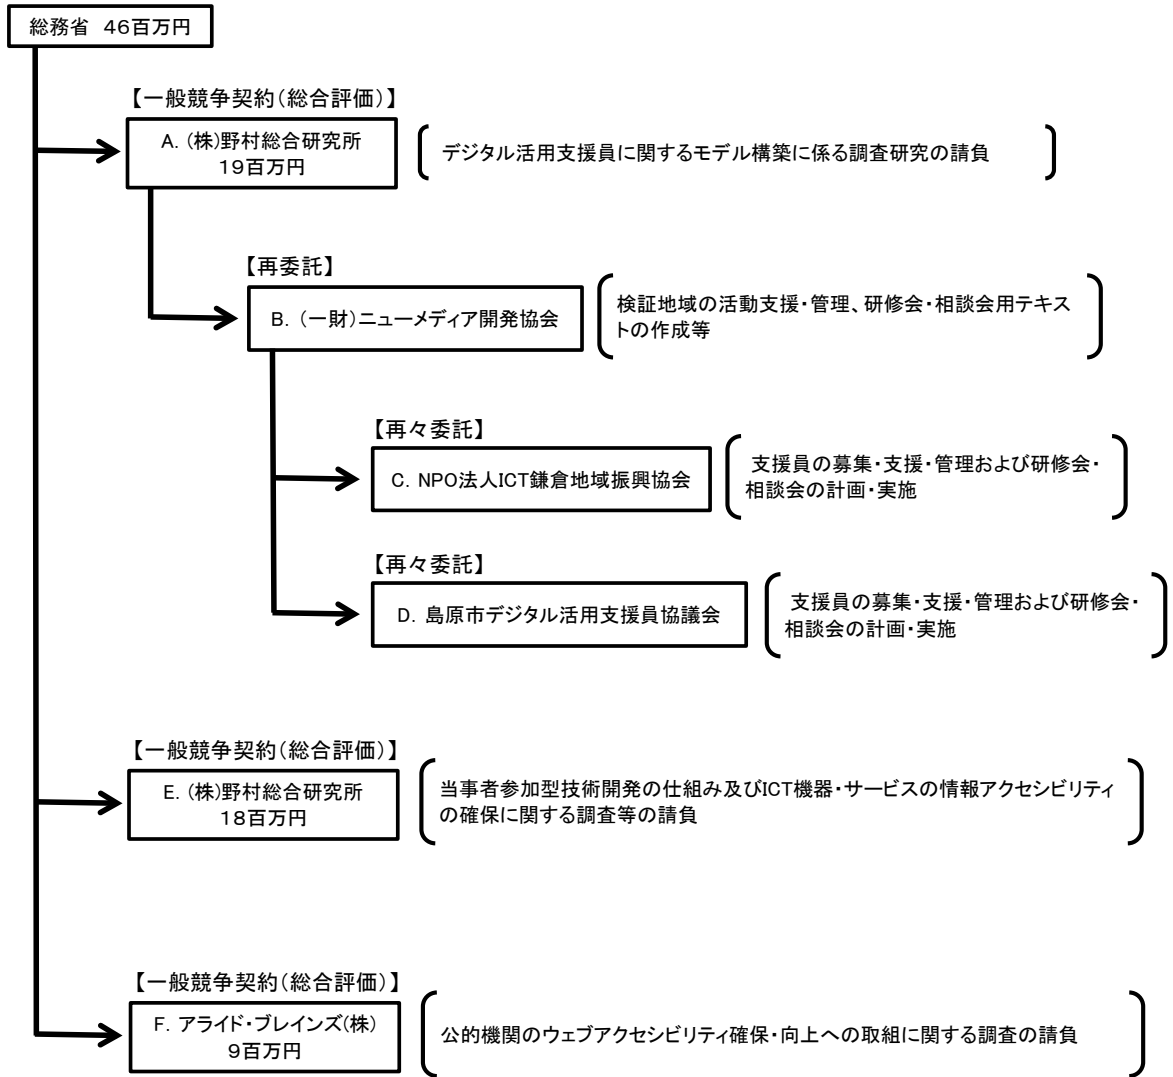 総務省 46百万円
【一般競争契約(総合評価)】
A. (株)野村総合研究所
19百万円
デジタル活用支援員に関するモデル構築に係る調査研究の請負
【再委託】
B. (一財)ニューメディア開発協会
検証地域の活動支援・管理、研修会・相談会用テキス
トの作成等
【再々委託】
C. NPO法人ICT鎌倉地域振興協会
支援員の募集・支援・管理および研修会・
相談会の計画・実施
【再々委託】
D. 島原市デジタル活用支援員協議会
支援員の募集・支援・管理および研修会・
相談会の計画・実施
【一般競争契約(総合評価)】
E. (株)野村総合研究所
18百万円
当事者参加型技術開発の仕組み及びICT機器・サービスの情報アクセシビリティ
の確保に関する調査等の請負
【一般競争契約(総合評価)】
F. アライド・ブレインズ(株)
9百万円
公的機関のウェブアクセシビリティ確保・向上への取組に関する調査の請負